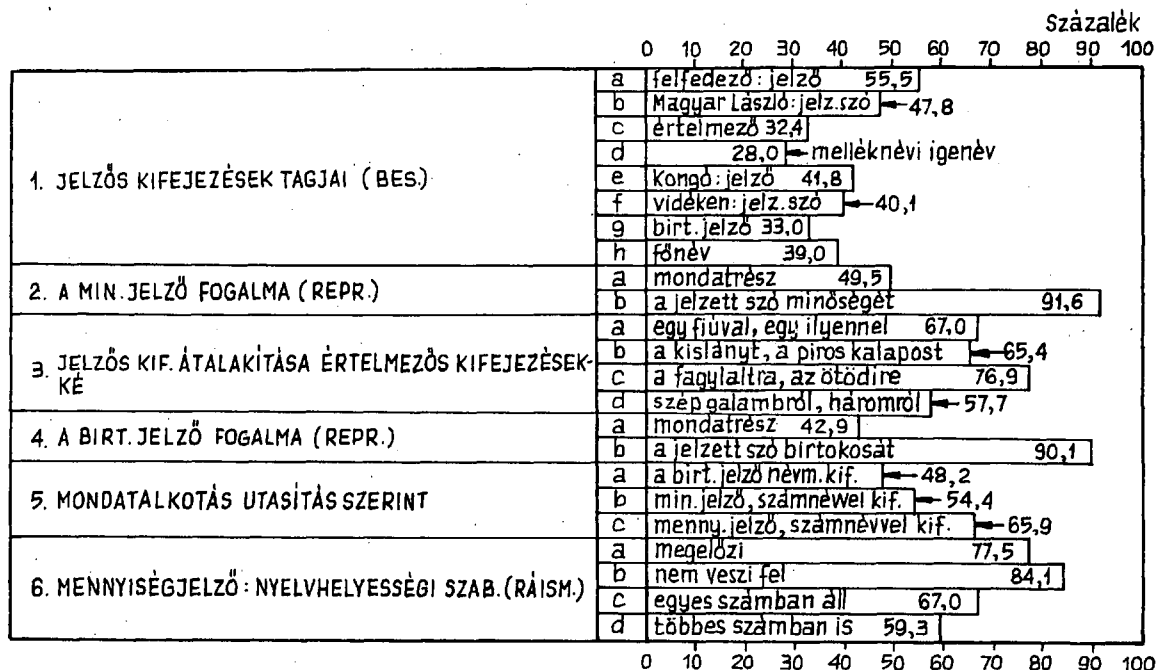 Százalék
0 10 20 30 40 50 60 70 80 90 100
1. JELZŐS KIFEJEZÉSEK TAGJAI (BES.)
a felfedező: jelző 55,5
b Magyar László: jelz.szó 47,8
c értelmező 32,4
d 28,0 melléknévi igenév
e Kongó: jelző 41,8
f vidéken: jelz.szó 40,1
g birt. jelző 33,0
h főnév 39,0
2. A MIN. JELZŐ FOGALMA (REPR.)
a mondatrész 49,5
b a jelzett szó minőségét 91,6
3. JELZŐS KIF. ÁTALAKÍTÁSA ÉRTELMEZŐS KIFEJEZÉSEK-
KÉ
a egy fiúval, egy ilyennel 67,0
b a kislányt, a piros kalapost 65,4
c a fagylaltra, az ötödire 76,9
d szép galambról, háromról 57,7
4. A BIRT. JELZŐ FOGALMA (REPR.)
a mondatrész 42,9
b a jelzett szó birtokosát 90,1
5. MONDATALKOTÁS UTASÍTÁS SZERINT
a a birt. jelző névm. kif. 48,2
b min. jelző, számnévvel kif. 54,4
c menny. jelző, számnévvel kif. 65,9
6. MENNYISÉGJELZŐ: NYELVHELYESSÉGI SZAB. (RÁISM.)
a megelőzi 77,5
b nem veszi fel 84,1
c egyes számban áll 67,0
d többes számban is 59,3
0 10 20 30 40 50 60 70 80 90 100